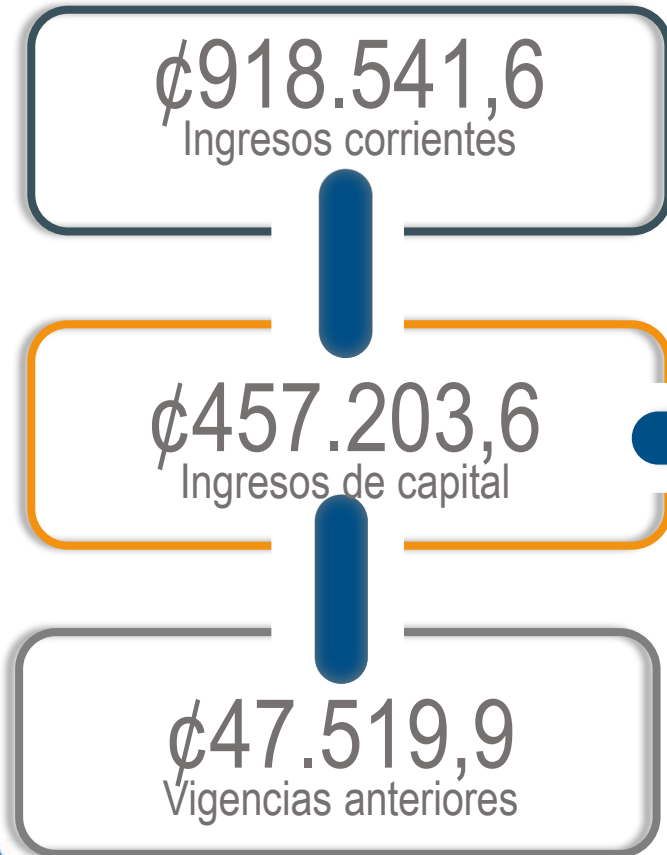 ₡918.541,6
Ingresos corrientes
₡457.203,6
Ingresos de capital
₡47.519,9
Vigencias anteriores